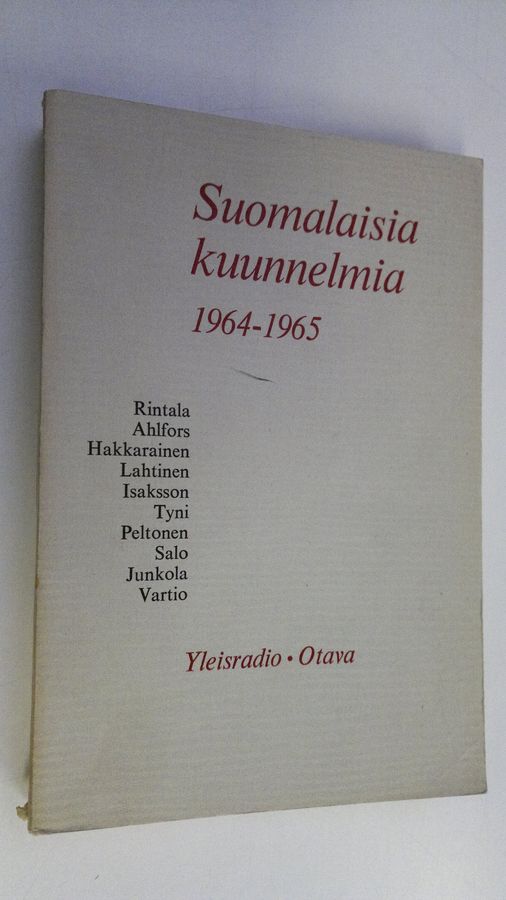 Suomalaisia
kuunnelmia
1964-1965
Rintala
Ahlfors
Hakkarainen
Lahtinen
Isaksson
Tyni
Peltonen
Salo
Junkola
Vartio
Yleisradio • Otava